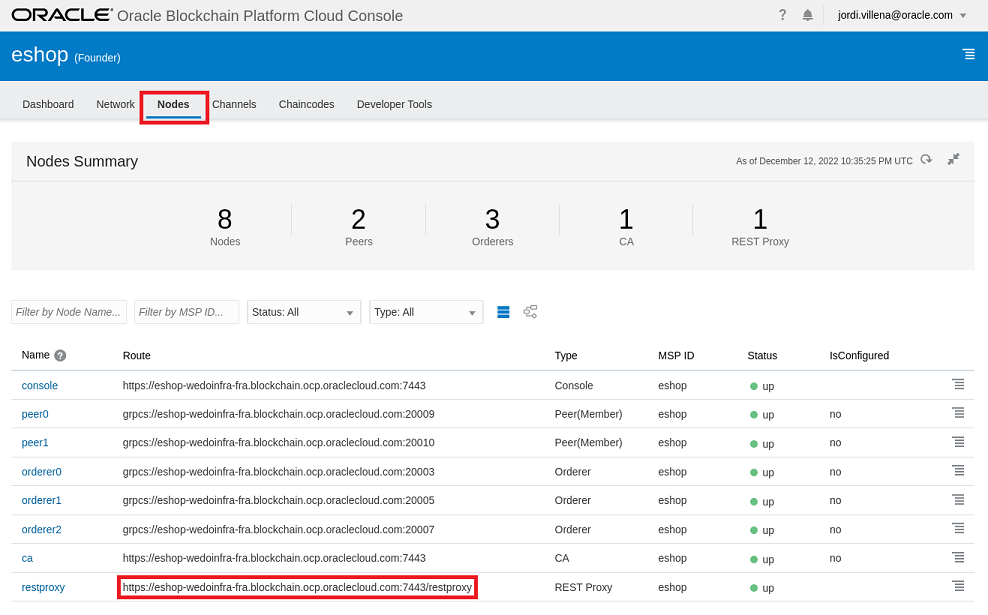 ORACLE® Oracle Blockchain Platform Cloud Console ? jordi.villena@oracle.com
eshop (Founder)
Dashboard Network Nodes Channels Chaincodes Developer Tools
Nodes Summary As of December 12, 2022 10:35:25 PM UTC
8 2 3 1 1
Nodes Peers Orderers CA REST Proxy
Filter by Node Name... Filter by MSP ID... Status: All Type: All
Name ? Route Type MSP ID Status IsConfigured
console https://eshop-wedoinfra-fra.blockchain.ocp.oraclecloud.com:7443 Console eshop up
peer0 grpcs://eshop-wedoinfra-fra.blockchain.ocp.oraclecloud.com:20009 Peer(Member) eshop up no
peer1 grpcs://eshop-wedoinfra-fra.blockchain.ocp.oraclecloud.com:20010 Peer(Member) eshop up no
orderer0 grpcs://eshop-wedoinfra-fra.blockchain.ocp.oraclecloud.com:20003 Orderer eshop up no
orderer1 grpcs://eshop-wedoinfra-fra.blockchain.ocp.oraclecloud.com:20005 Orderer eshop up no
orderer2 grpcs://eshop-wedoinfra-fra.blockchain.ocp.oraclecloud.com:20007 Orderer eshop up no
ca https://eshop-wedoinfra-fra.blockchain.ocp.oraclecloud.com:7443 CA eshop up no
restproxy https://eshop-wedoinfra-fra.blockchain.ocp.oraclecloud.com:7443/restproxy REST Proxy eshop up